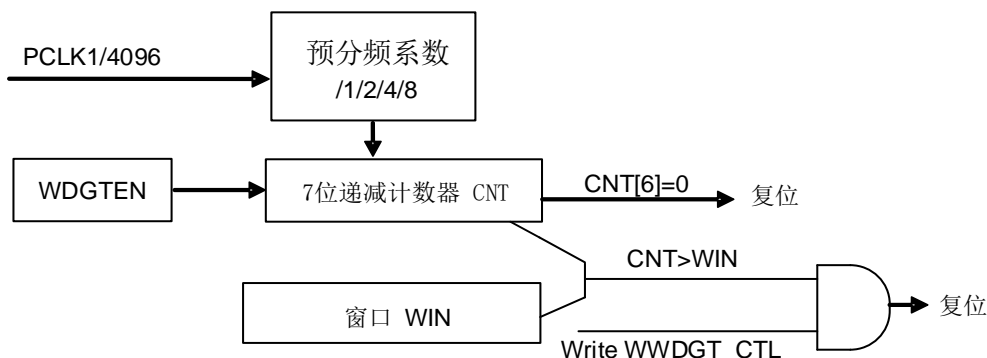 PCLK1/4096
预分频系数
/1/2/4/8
WDGTEN
7位递减计数器 CNT
CNT[6]=0
复位
CNT>WIN
窗口 WIN
复位
Write WWDGT_CTL